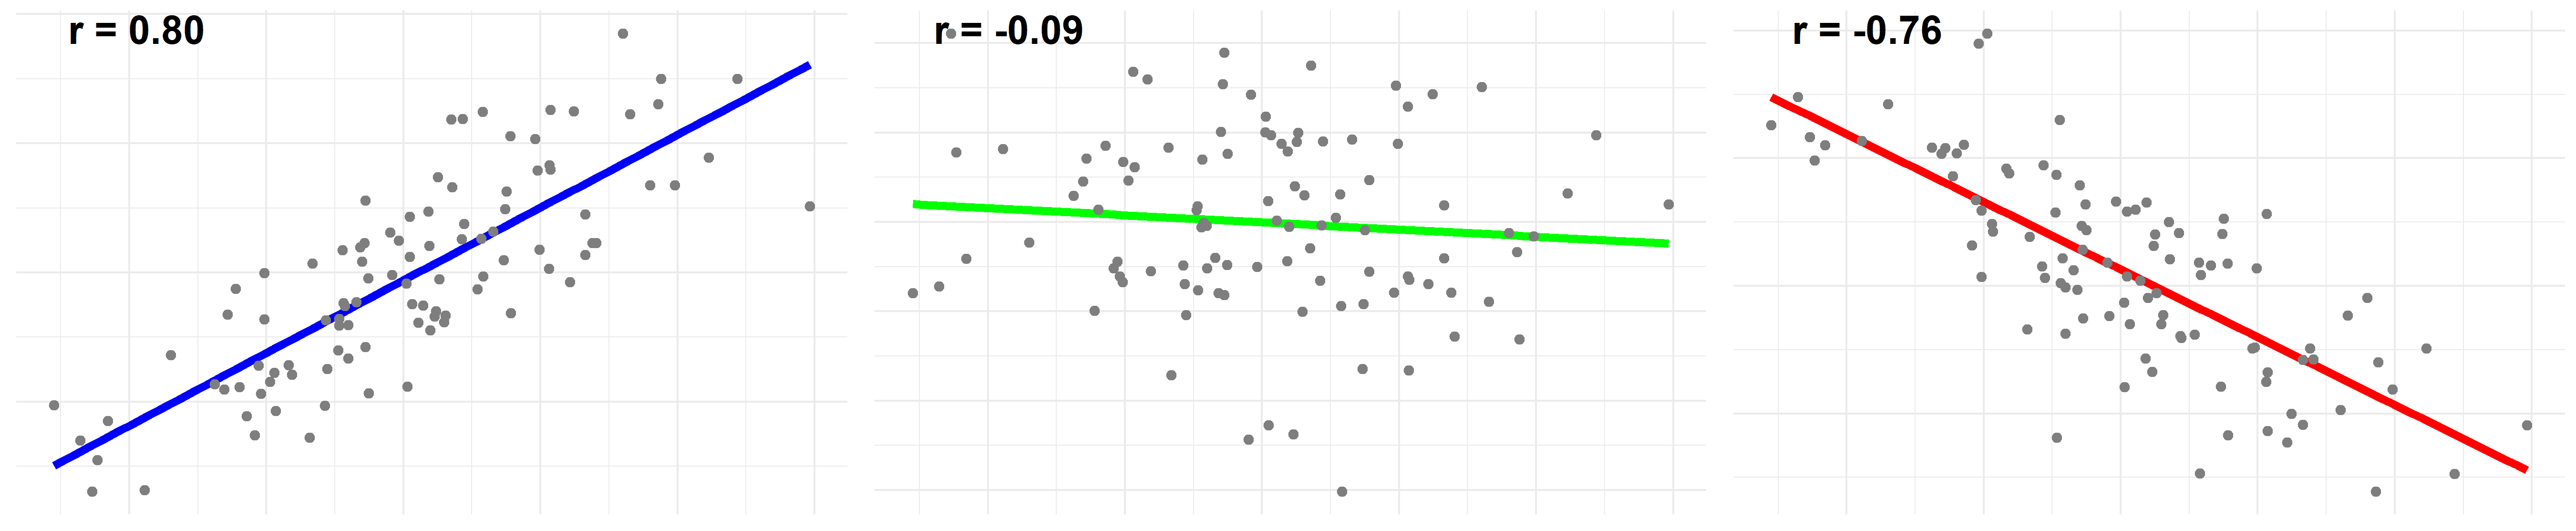 r = 0.80
r = -0.09
r = -0.76